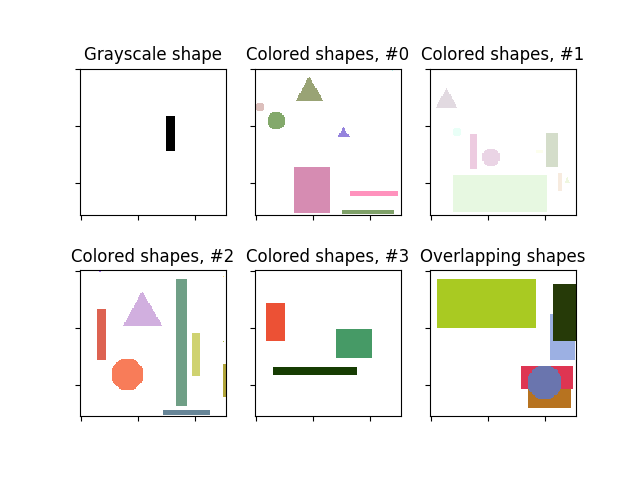 Grayscale shape
Colored shapes, #0
Colored shapes, #1
Colored shapes, #2
Colored shapes, #3
Overlapping shapes